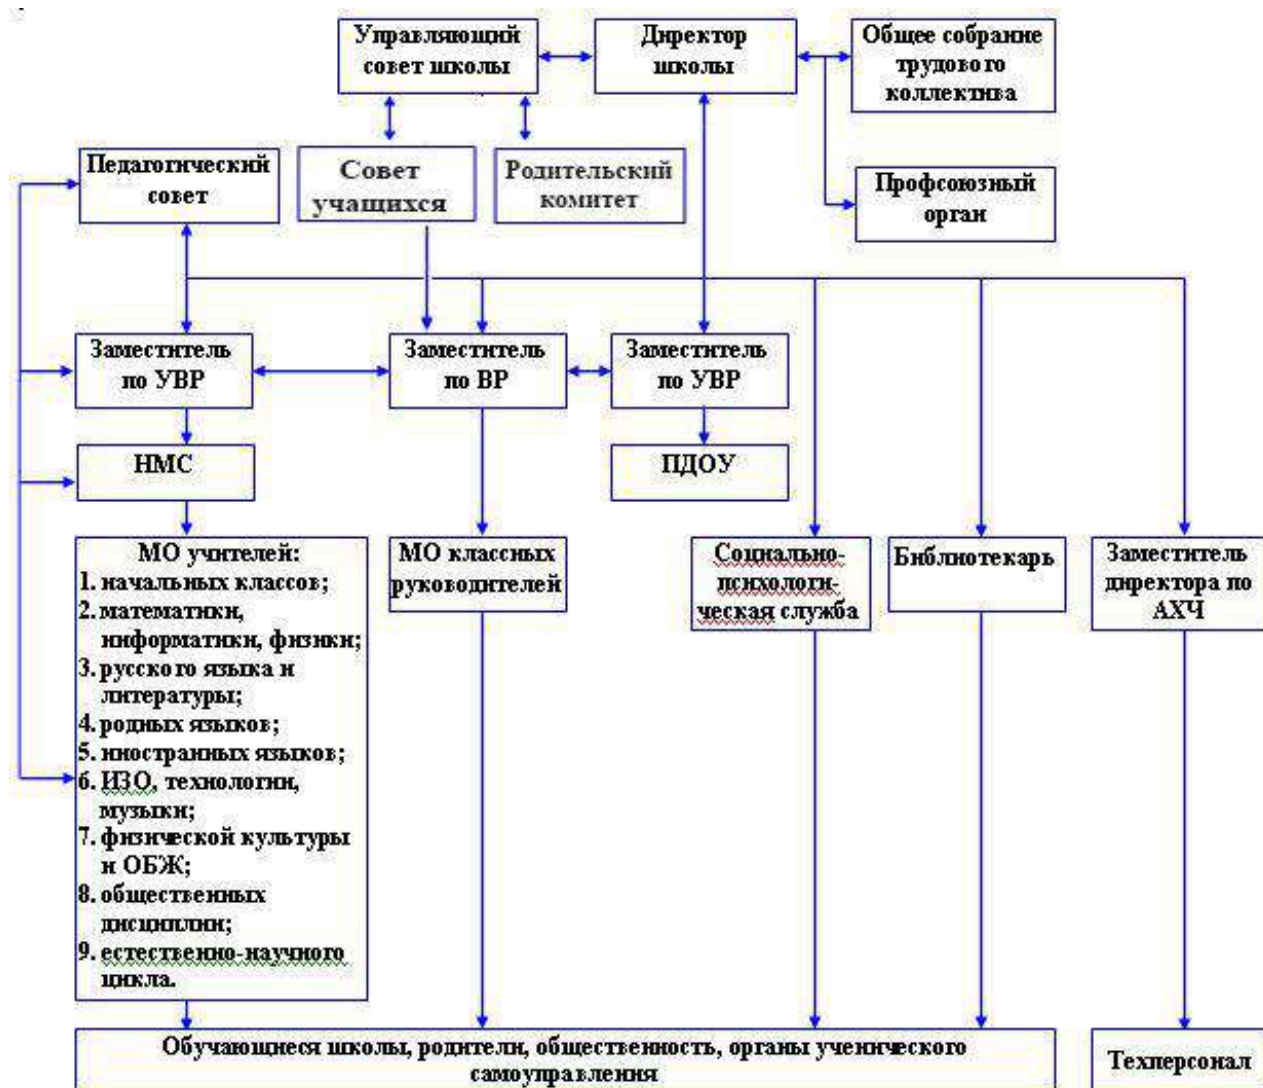 Управляющий
совет школы
Директор
школы
Общее собрание
трудового
коллектива
Педагогический
совет
Совет
учащихся
Родительский
комитет
Профсоюзный
орган
Заместитель
по УВР
Заместитель
по ВР
Заместитель
по УВР
НМС
ПДОУ
МО учителей:
1. начальных классов;
2. математики,
информатики, физики;
3. русского языка и
литературы;
4. родных языков;
5. иностранных языков;
6. ИЗО, технологии,
музыки;
7. физической культуры
и ОБЖ;
8. общественных
дисциплин;
9. естественно-научного
цикла.
МО классных
руководителей
Социально-
психологи-
ческая служба
Библиотекарь
Заместитель
директора по
АХЧ
Обучающиеся школы, родители, общественность, органы ученического
самоуправления
Техперсонал